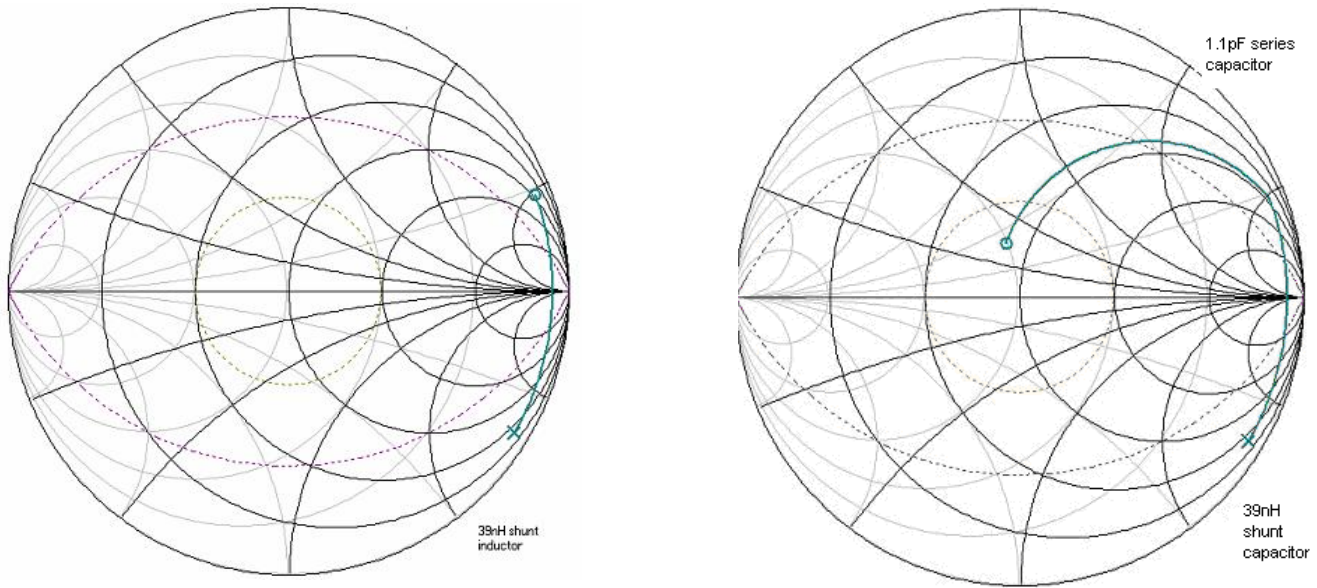 39nH shunt
inductor
1.1pF series
capacitor
39nH
shunt
capacitor